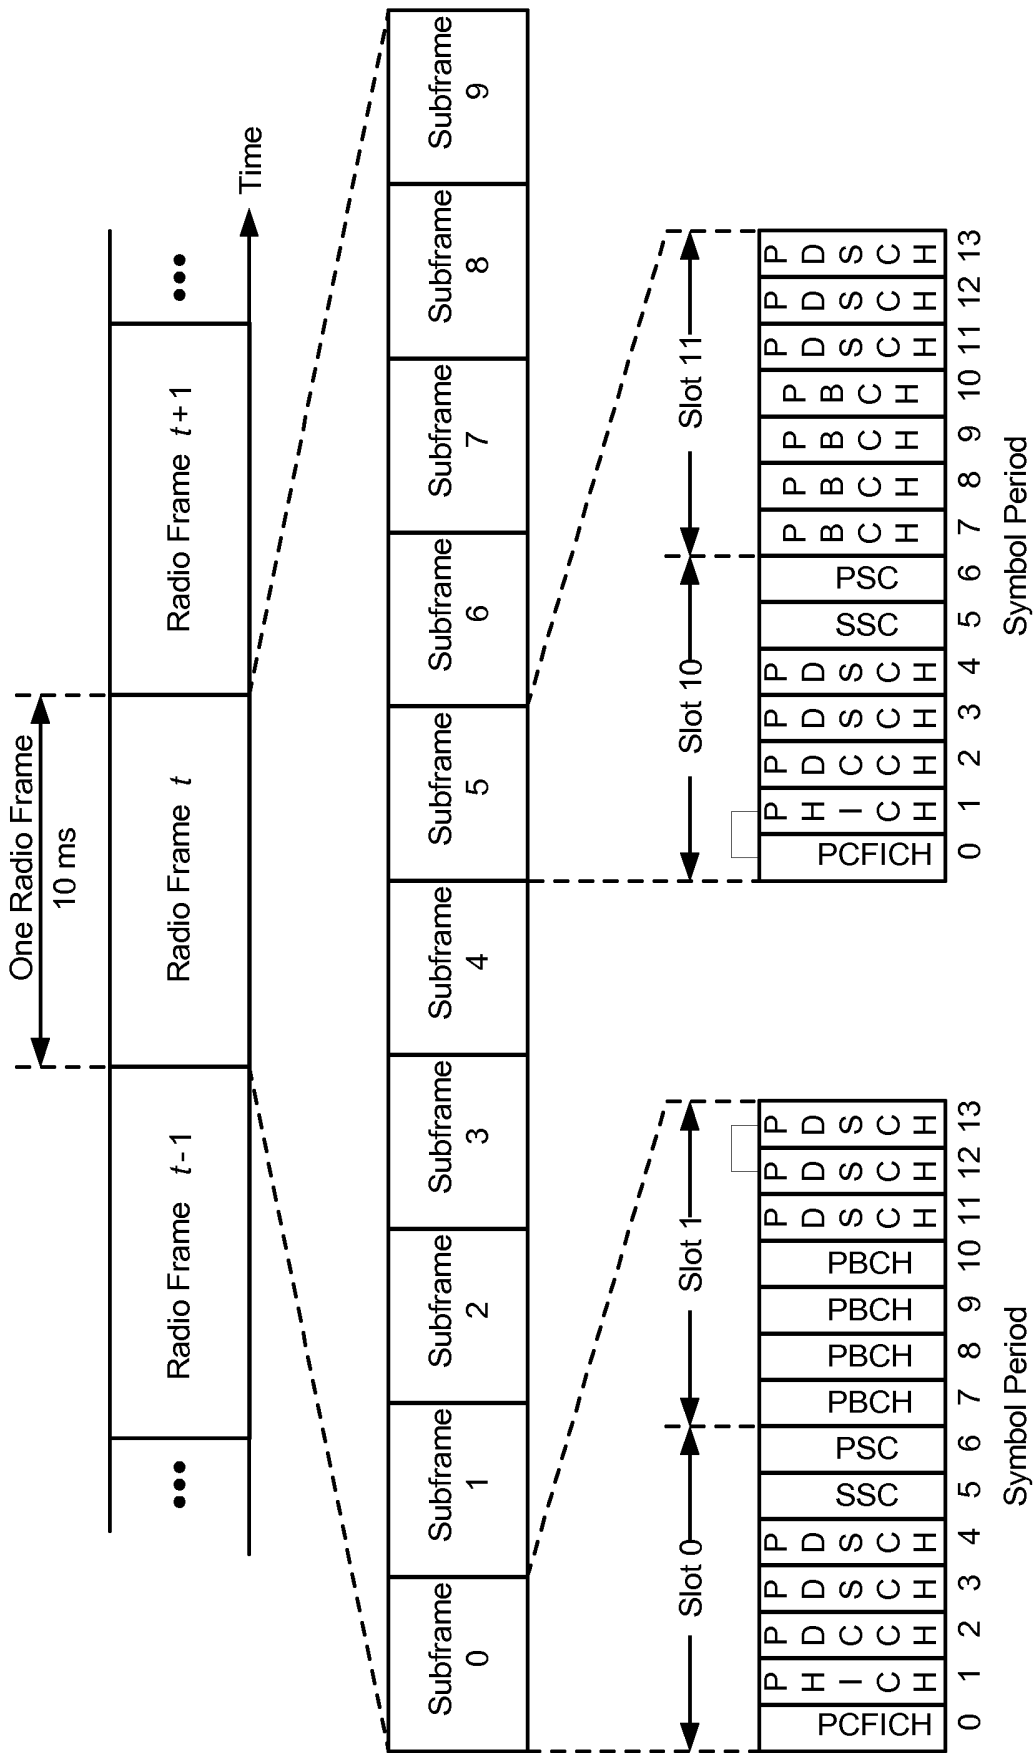 One Radio Frame
10 ms
Radio Frame t-1
Radio Frame t
Radio Frame t+1
Time
Subframe
0
Subframe
1
Subframe
2
Subframe
3
Subframe
4
Subframe
5
Subframe
6
Subframe
7
Subframe
8
Subframe
9
Slot 0
Slot 1
PCFICH
PHICH
PDCCH
PDSCH
PDSCH
SSC
PSC
PBCH
PBCH
PBCH
PBCH
PDSCH
PDSCH
PDSCH
0 1 2 3 4 5 6 7 8 9 10 11 12 13
Symbol Period
Slot 10
Slot 11
PCFICH
PHICH
PDCCH
PDSCH
PDSCH
SSC
PSC
PBCH
PBCH
PBCH
PBCH
PDSCH
PDSCH
PDSCH
0 1 2 3 4 5 6 7 8 9 10 11 12 13
Symbol Period